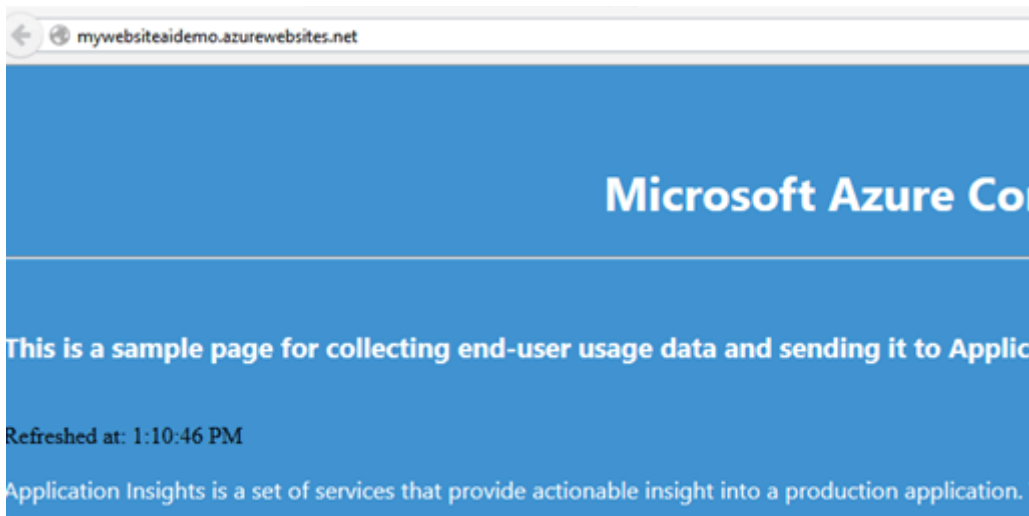 mywebsiteaidemo.azurewebsites.net
Microsoft Azure Co
This is a sample page for collecting end-user usage data and sending it to Applic
Refreshed at: 1:10:46 PM
Application Insights is a set of services that provide actionable insight into a production application.